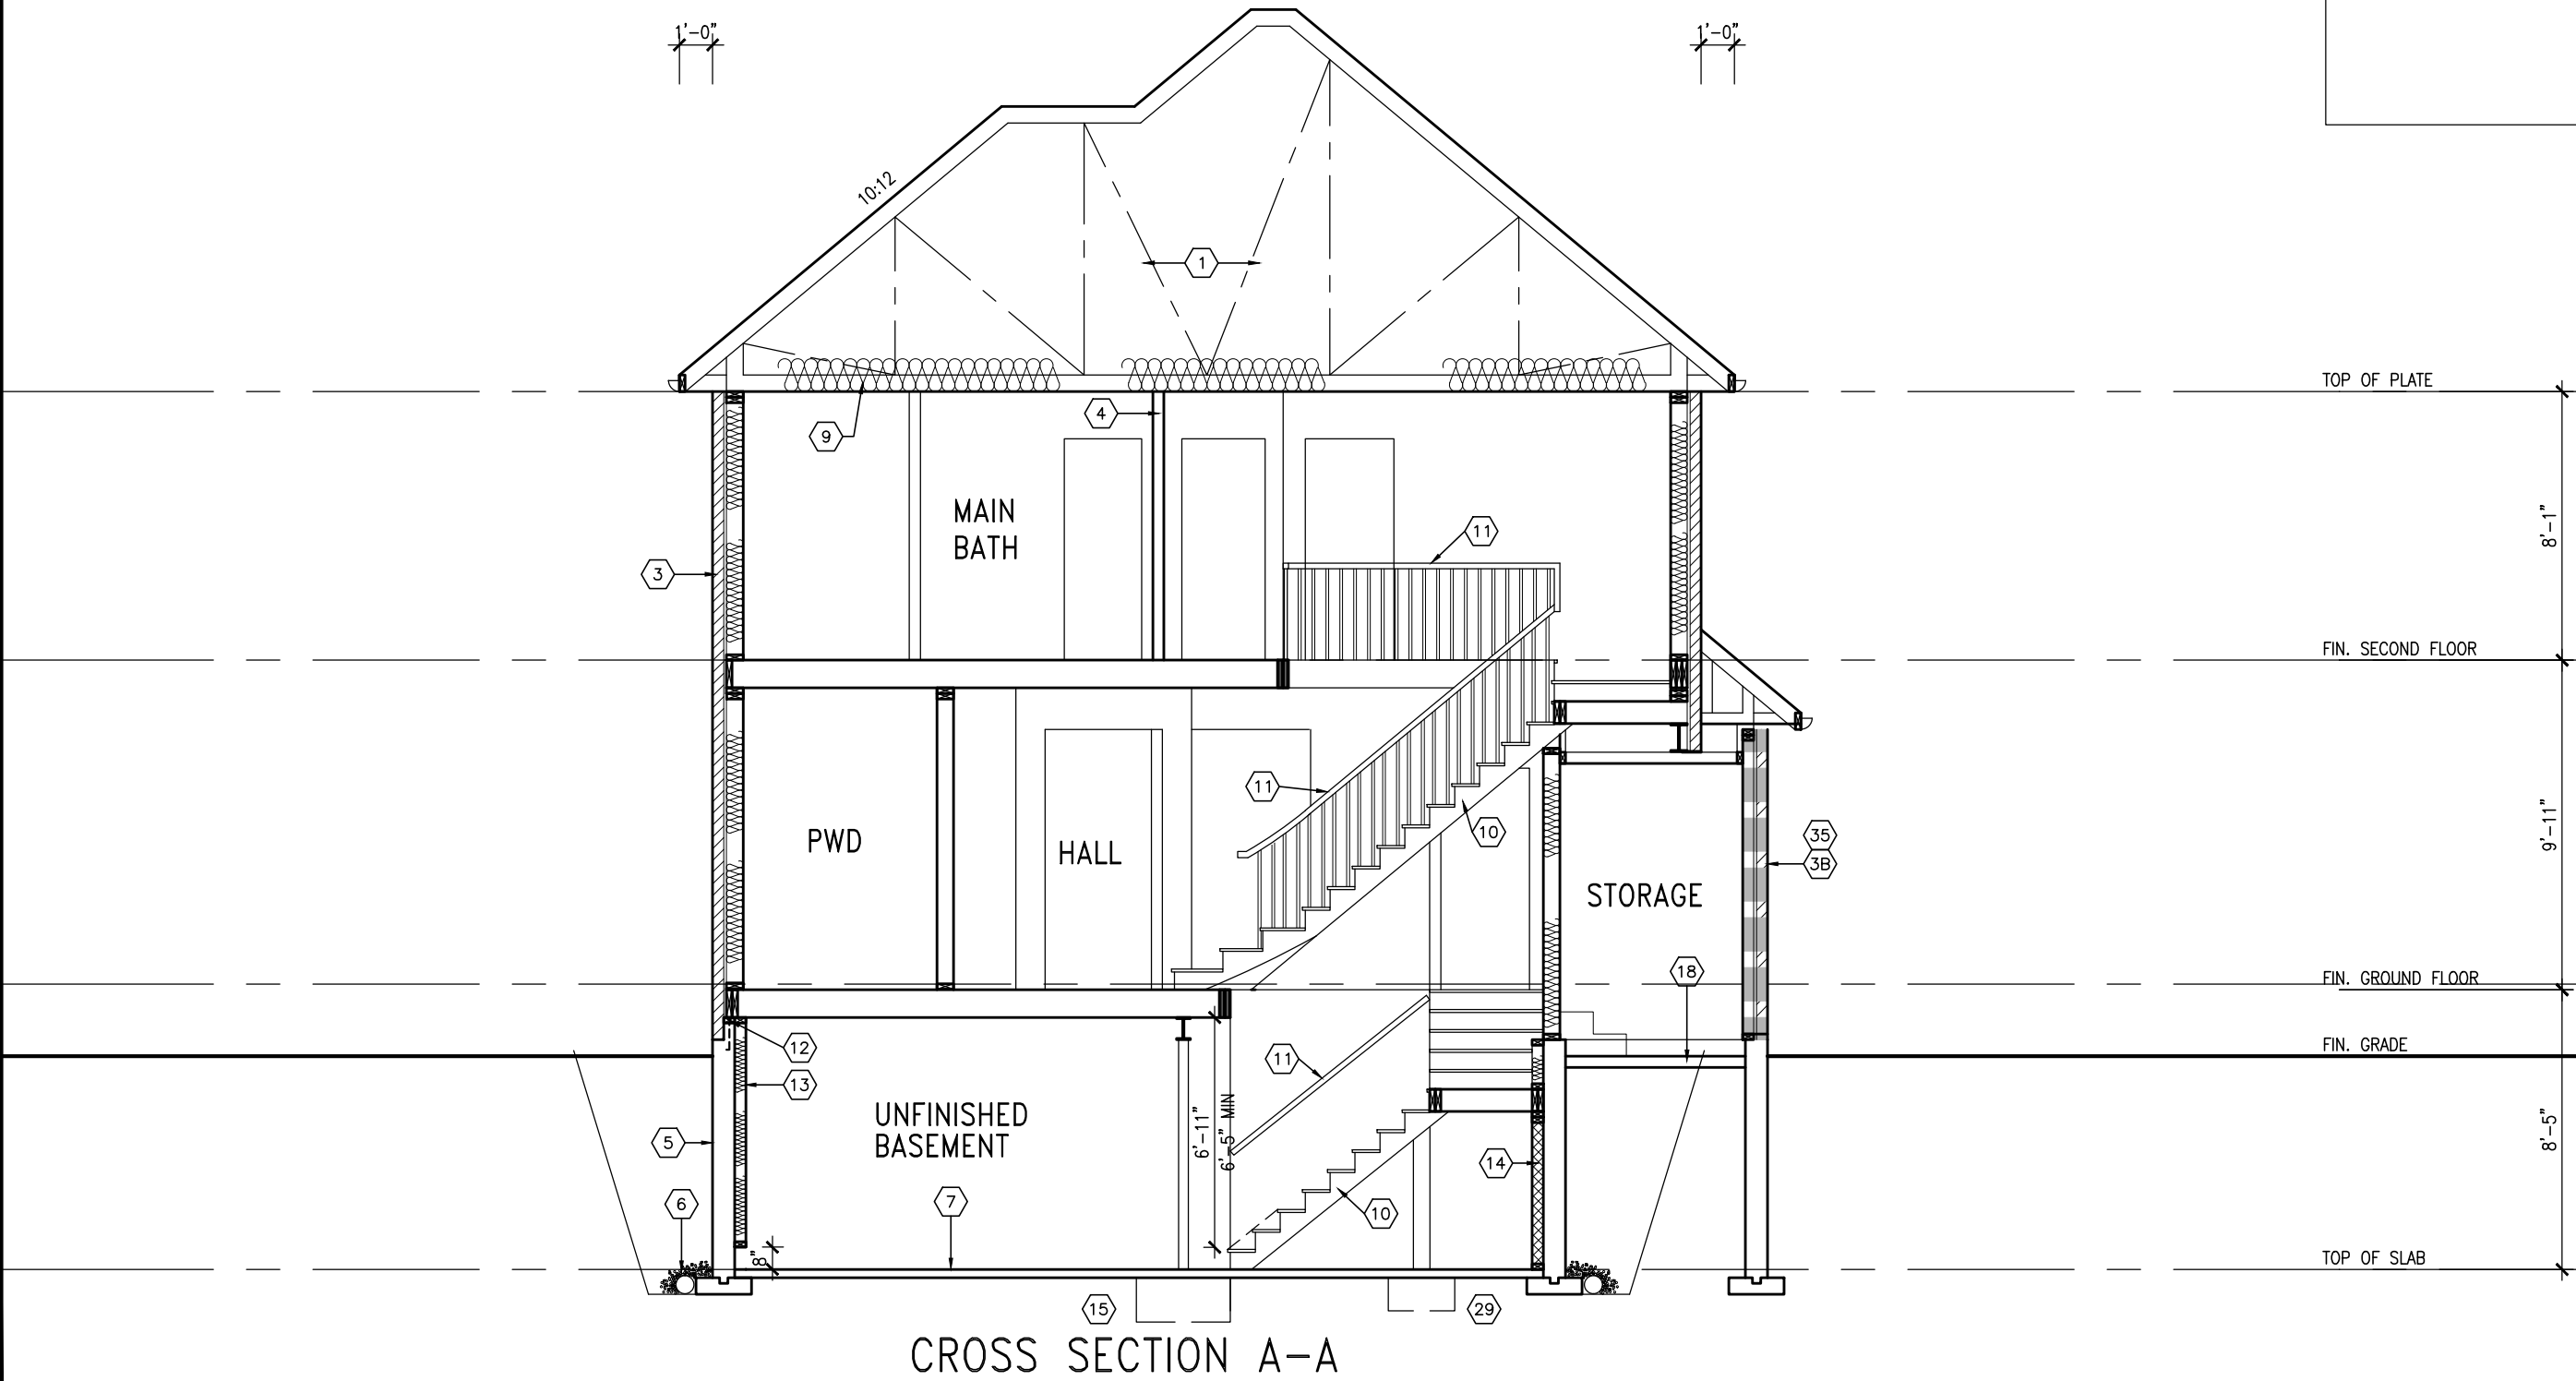 1'-0"
1'-0"
10:12
1
TOP OF PLATE
4
9
MAIN
BATH
8'-1"
11
3
FIN. SECOND FLOOR
11
10
PWD
HALL
35
3B
9'-11"
STORAGE
18
FIN. GROUND FLOOR
FIN. GRADE
12
11
13
UNFINISHED
BASEMENT
6'-11"
6'-5" MIN
5
14
8'-5"
6
7
10
8"
TOP OF SLAB
15
29
CROSS SECTION A-A